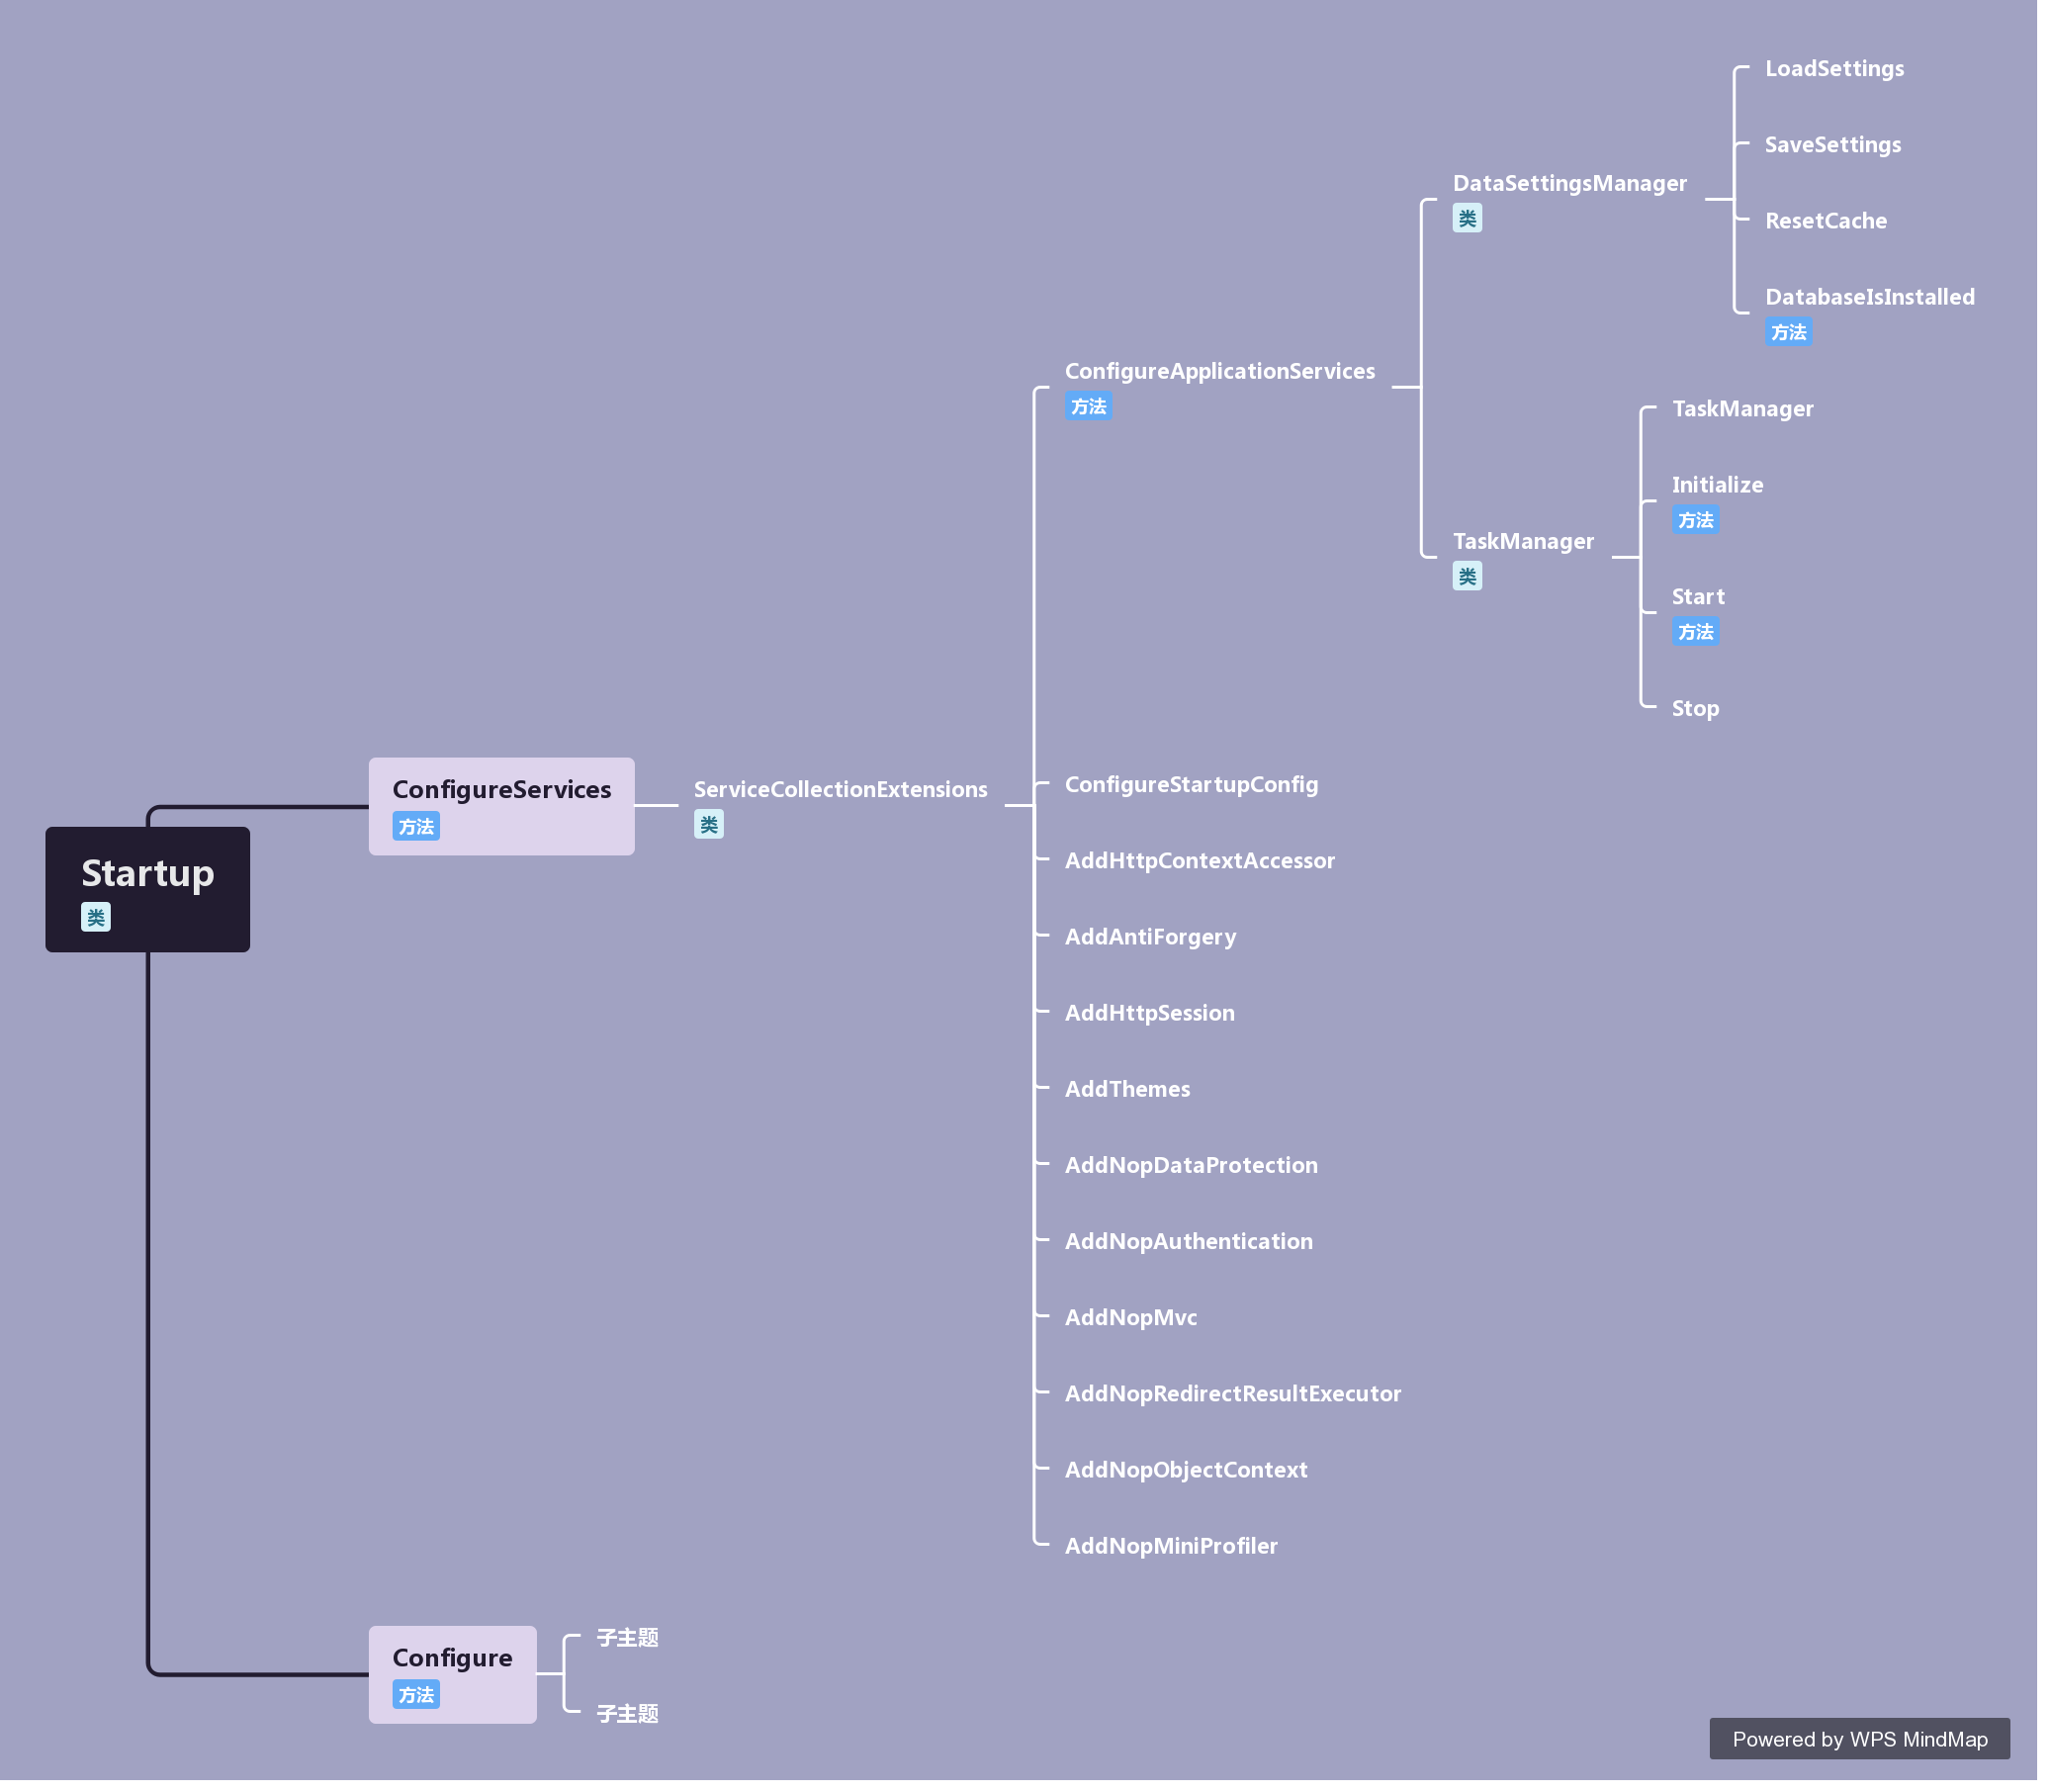 Startup
类
ConfigureServices
方法
ServiceCollectionExtensions
类
ConfigureApplicationServices
方法
DataSettingsManager
类
LoadSettings
SaveSettings
ResetCache
DatabaseIsInstalled
方法
TaskManager
类
TaskManager
Initialize
方法
Start
方法
Stop
ConfigureStartupConfig
AddHttpContextAccessor
AddAntiForgery
AddHttpSession
AddThemes
AddNopDataProtection
AddNopAuthentication
AddNopMvc
AddNopRedirectResultExecutor
AddNopObjectContext
AddNopMiniProfiler
Configure
方法
子主题
子主题
Powered by WPS MindMap